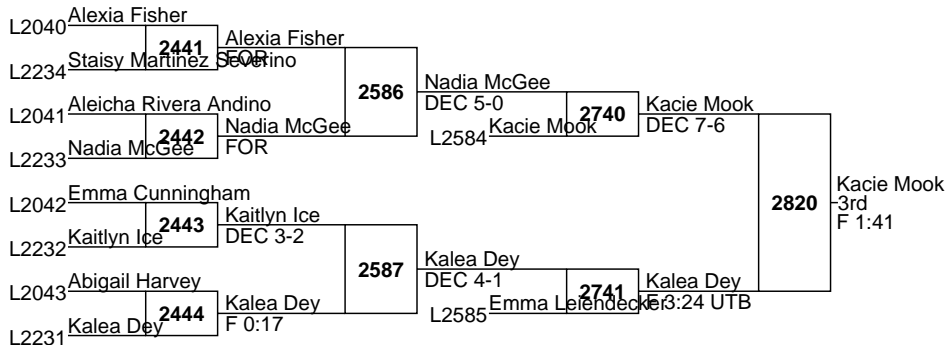 L2040 Alexia Fisher
2441
Alexia Fisher
FOR
L2234 Staisy Martinez Severino
2586
Nadia McGee
DEC 5-0
L2041 Aleicha Rivera Andino
2442
Nadia McGee
FOR
L2233 Nadia McGee
L2584 Kacie Mook
2740
Kacie Mook
DEC 7-6
L2042 Emma Cunningham
2443
Kaitlyn Ice
DEC 3-2
L2232 Kaitlyn Ice
2587
Kalea Dey
DEC 4-1
L2043 Abigail Harvey
2444
Kalea Dey
F 0:17
L2231 Kalea Dey
L2585 Emma Leiendecker
2741
Kalea Dey
F 3:24 UTB
2820
Kacie Mook
3rd
F 1:41